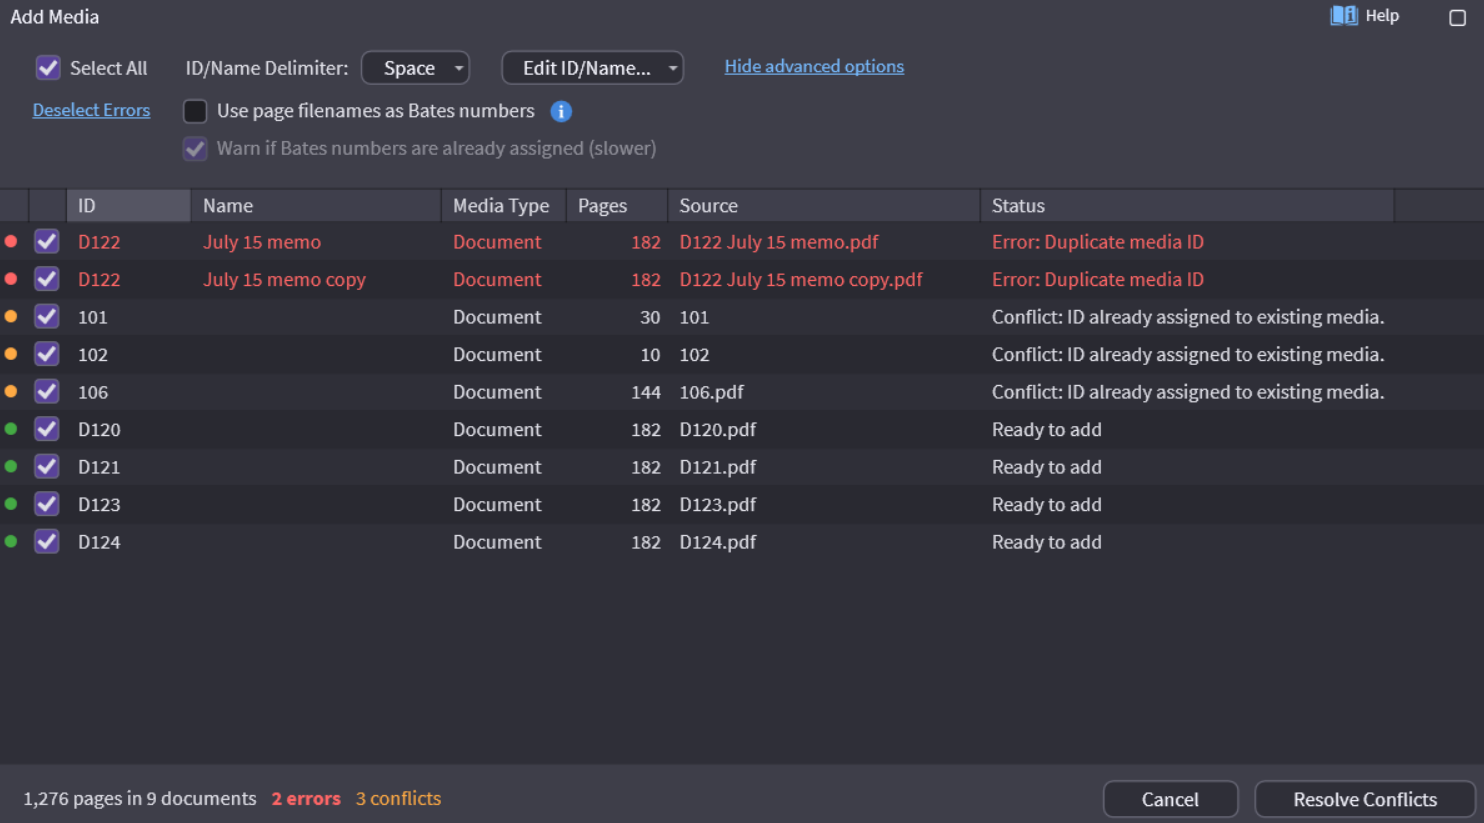 Add Media Help
Select All ID/Name Delimiter: Space Edit ID/Name... Hide advanced options
Deselect Errors Use page filenames as Bates numbers i
Warn if Bates numbers are already assigned (slower)
ID Name Media Type Pages Source Status
D122 July 15 memo Document 182 D122 July 15 memo.pdf Error: Duplicate media ID
D122 July 15 memo copy Document 182 D122 July 15 memo copy.pdf Error: Duplicate media ID
101 Document 30 101 Conflict: ID already assigned to existing media.
102 Document 10 102 Conflict: ID already assigned to existing media.
106 Document 144 106.pdf Conflict: ID already assigned to existing media.
D120 Document 182 D120.pdf Ready to add
D121 Document 182 D121.pdf Ready to add
D123 Document 182 D123.pdf Ready to add
D124 Document 182 D124.pdf Ready to add
1,276 pages in 9 documents 2 errors 3 conflicts Cancel Resolve Conflicts